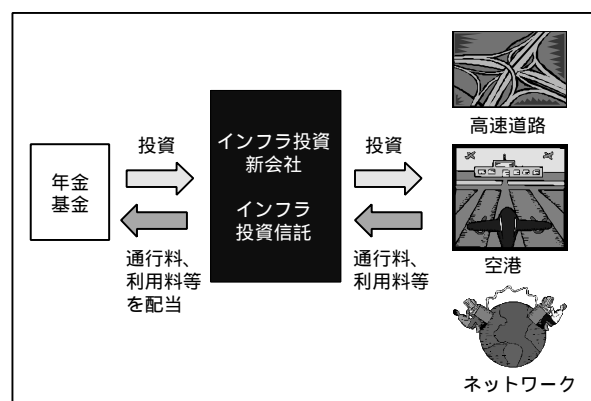 年金
基金
投資
通行料、
利用料等
を配当
インフラ投資
新会社
インフラ
投資信託
投資
通行料、
利用料等
高速道路
空港
ネットワーク